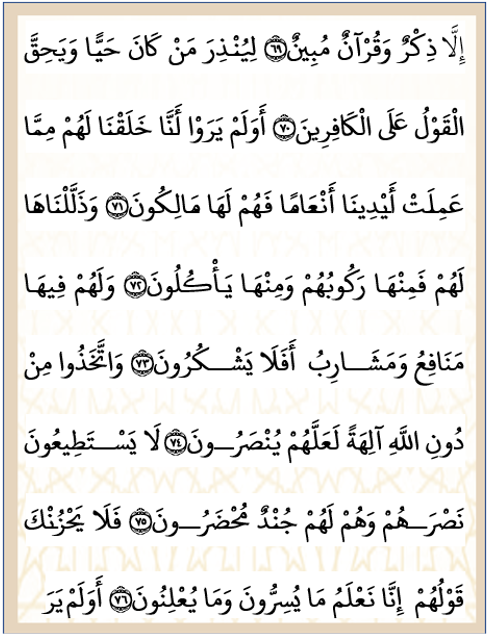 إِلَّا ذِكْرٌ وَقُرْآنٌ مُبِينٌ ﴿٦٩﴾ لِيُنْذِرَ مَنْ كَانَ حَيًّا وَيَحِقَّ
الْقَوْلُ عَلَى الْكَافِرِينَ ﴿٧٠﴾ أَوَلَمْ يَرَوْا أَنَّا خَلَقْنَا لَهُمْ مِمَّا
عَمِلَتْ أَيْدِينَا أَنْعَامًا فَهُمْ لَهَا مَالِكُونَ ﴿٧١﴾ وَذَلَّلْنَاهَا
لَهُمْ فَمِنْهَا رَكُوبُهُمْ وَمِنْهَا يَأْكُلُونَ ﴿٧٢﴾ وَلَهُمْ فِيهَا
مَنَافِعُ وَمَشَارِبُ أَفَلَا يَشْكُرُونَ ﴿٧٣﴾ وَاتَّخَذُوا مِنْ
دُونِ اللَّهِ آلِهَةً لَعَلَّهُمْ يُنْصَرُونَ ﴿٧٤﴾ لَا يَسْتَطِيعُونَ
نَصْرَهُمْ وَهُمْ لَهُمْ جُنْدٌ مُحْضَرُونَ ﴿٧٥﴾ فَلَا يَحْزُنْكَ
قَوْلُهُمْ إِنَّا نَعْلَمُ مَا يُسِرُّونَ وَمَا يُعْلِنُونَ ﴿٧٦﴾ أَوَلَمْ يَرَ